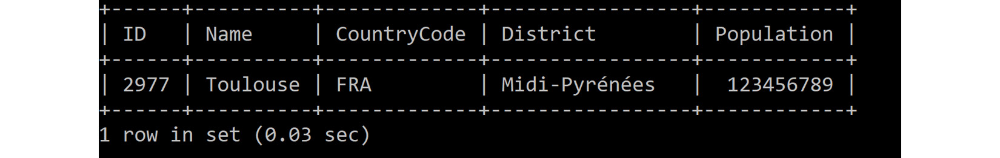 +------+----------+-------------+-----------------+------------+
| ID   | Name     | CountryCode | District        | Population |
+------+----------+-------------+-----------------+------------+
| 2977 | Toulouse | FRA         | Midi-Pyrénées   |  123456789 |
+------+----------+-------------+-----------------+------------+
1 row in set (0.03 sec)